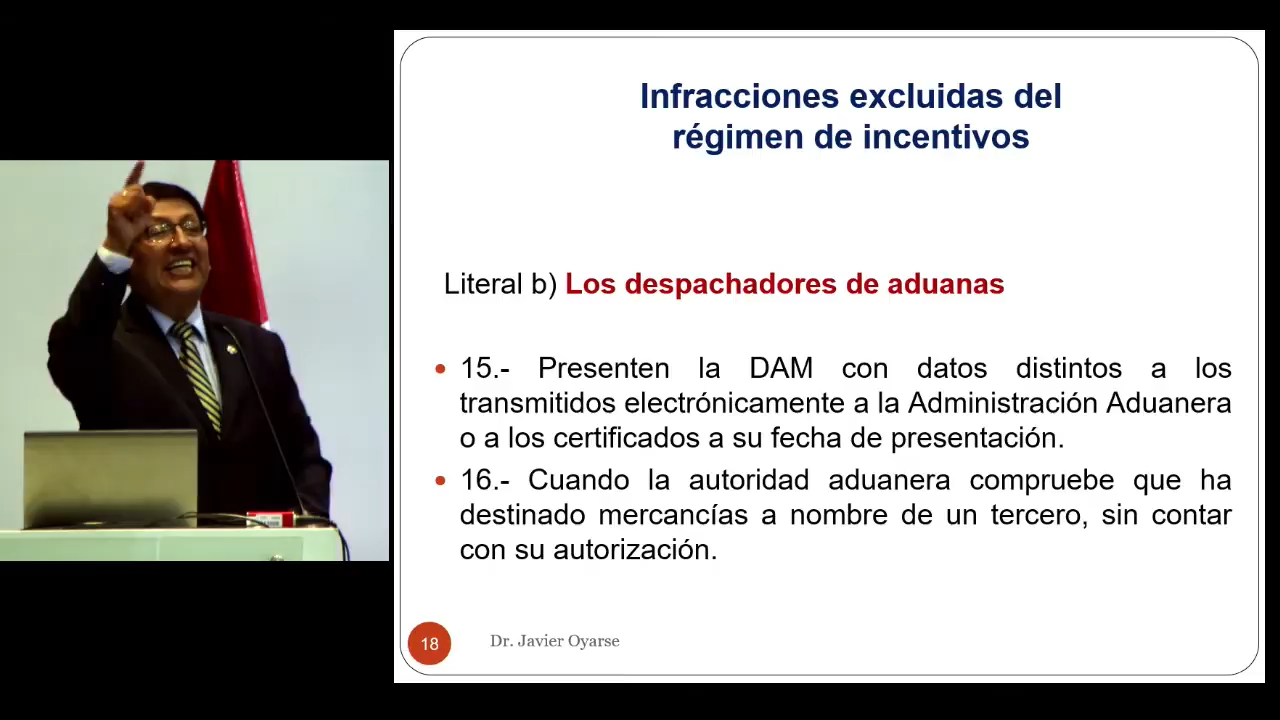 Infracciones excluidas del
régimen de incentivos
Literal b) Los despachadores de aduanas
• 15.- Presenten la DAM con datos distintos a los
transmitidos electrónicamente a la Administración Aduanera
o a los certificados a su fecha de presentación.
• 16.- Cuando la autoridad aduanera compruebe que ha
destinado mercancías a nombre de un tercero, sin contar
con su autorización.
18
Dr. Javier Oyarse